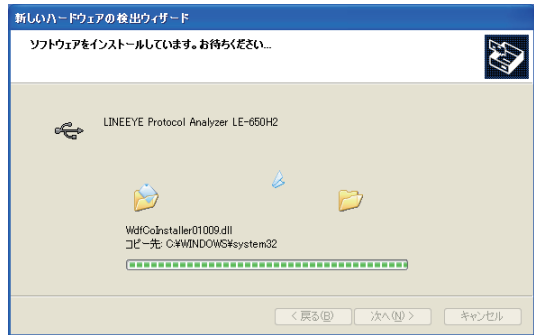 新しいハードウェアの検出ウィザード
ソフトウェアをインストールしています。お待ちください...
LINEEYE Protocol Analyzer LE-650H2
WdfCoInstaller01009.dll
コピー先: C:¥WINDOWS¥system32
< 戻る(B)
次へ(N) >
キャンセル